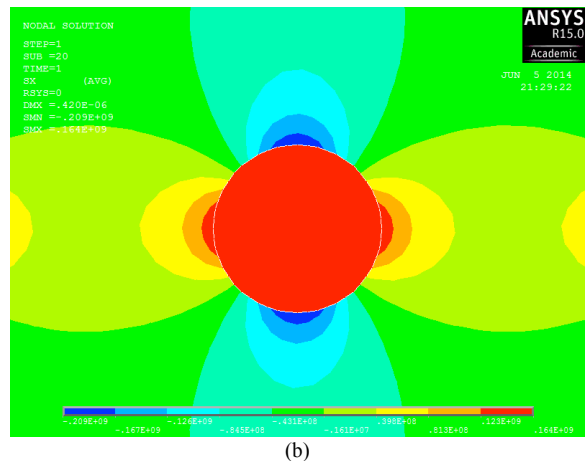 NODAL SOLUTION
STEP=1
SUB =20
TIME=1
SX (AVG)
RSYS=0
DMX =.420E-06
SMN =-.209E+09
SMX =.164E+09
ANSYS
R15.0
Academic
JUN 5 2014
21:29:22
-.209E+09 -.126E+09 -.431E+08 .398E+08 .123E+09
-.167E+09 -.845E+08 -.161E+07 .813E+08 .164E+09
(b)